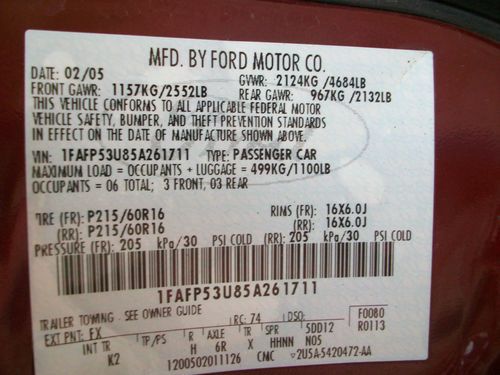 MFD. BY FORD MOTOR CO.
DATE: 02/05 GVWR: 2124KG /4684LB
FRONT GAWR: 1157KG/2552LB REAR GAWR: 967KG/2132LB
THIS VEHICLE CONFORMS TO ALL APPLICABLE FEDERAL MOTOR
VEHICLE SAFETY, BUMPER, AND THEFT PREVENTION STANDARDS
IN EFFECT ON THE DATE OF MANUFACTURE SHOWN ABOVE.
VIN: 1FAFP53U85A261711 TYPE: PASSENGER CAR
MAXIMUM LOAD = OCCUPANTS + LUGGAGE = 499KG/1100LB
OCCUPANTS = 06 TOTAL; 3 FRONT, 03 REAR
TIRE (FR): P215/60R16 RIMS (FR): 16X6.0J
(RR): P215/60R16 (RR): 16X6.0J
PRESSURE (FR): 205 kPa/30 PSI COLD (RR): 205 kPa/30 PSI COLD
1FAFP53U85A261711
TRAILER TOWING - SEE OWNER GUIDE
EXT PNT: FX RC: 74 DSO: F0080
INT TR TP/PS R AXLE TR SPR 5DD12 R0113
K2 H 6R X HHNN N05
1200502011126 CMC 2U5A-5420472-AA